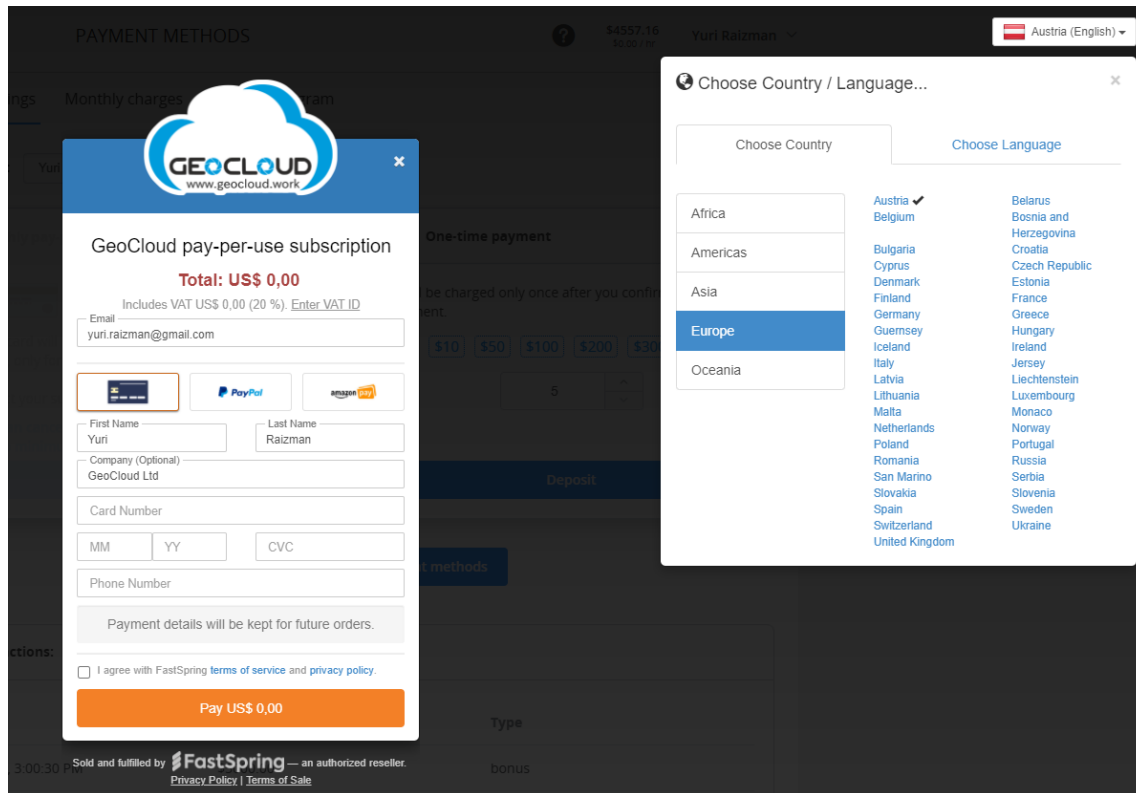 PAYMENT METHODS
$4557.16
$0.00 / hr
Yuri Raizman
Austria (English)
Monthly charges
GEOCLOUD
www.geocloud.work
GeoCloud pay-per-use subscription
Total: US$ 0,00
Includes VAT US$ 0,00 (20 %). Enter VAT ID
Email
yuri.raizman@gmail.com
PayPal
amazon pay
First Name
Yuri
Last Name
Raizman
Company (Optional)
GeoCloud Ltd
Card Number
MM YY CVC
Phone Number
Payment details will be kept for future orders.
I agree with FastSpring terms of service and privacy policy.
Pay US$ 0,00
Sold and fulfilled by FastSpring — an authorized reseller.
Privacy Policy | Terms of Sale
One-time payment
be charged only once after you
$10 $50 $100 $200
5
Deposit
methods
Type
3:00:30
bonus
Choose Country / Language...
Choose Country
Choose Language
Africa
Americas
Asia
Europe
Oceania
Austria Belarus
Belgium Bosnia and
Herzegovina
Bulgaria Croatia
Cyprus Czech Republic
Denmark Estonia
Finland France
Germany Greece
Guernsey Hungary
Iceland Ireland
Italy Jersey
Latvia Liechtenstein
Lithuania Luxembourg
Malta Monaco
Netherlands Norway
Poland Portugal
Romania Russia
San Marino Serbia
Slovakia Slovenia
Spain Sweden
Switzerland Ukraine
United Kingdom